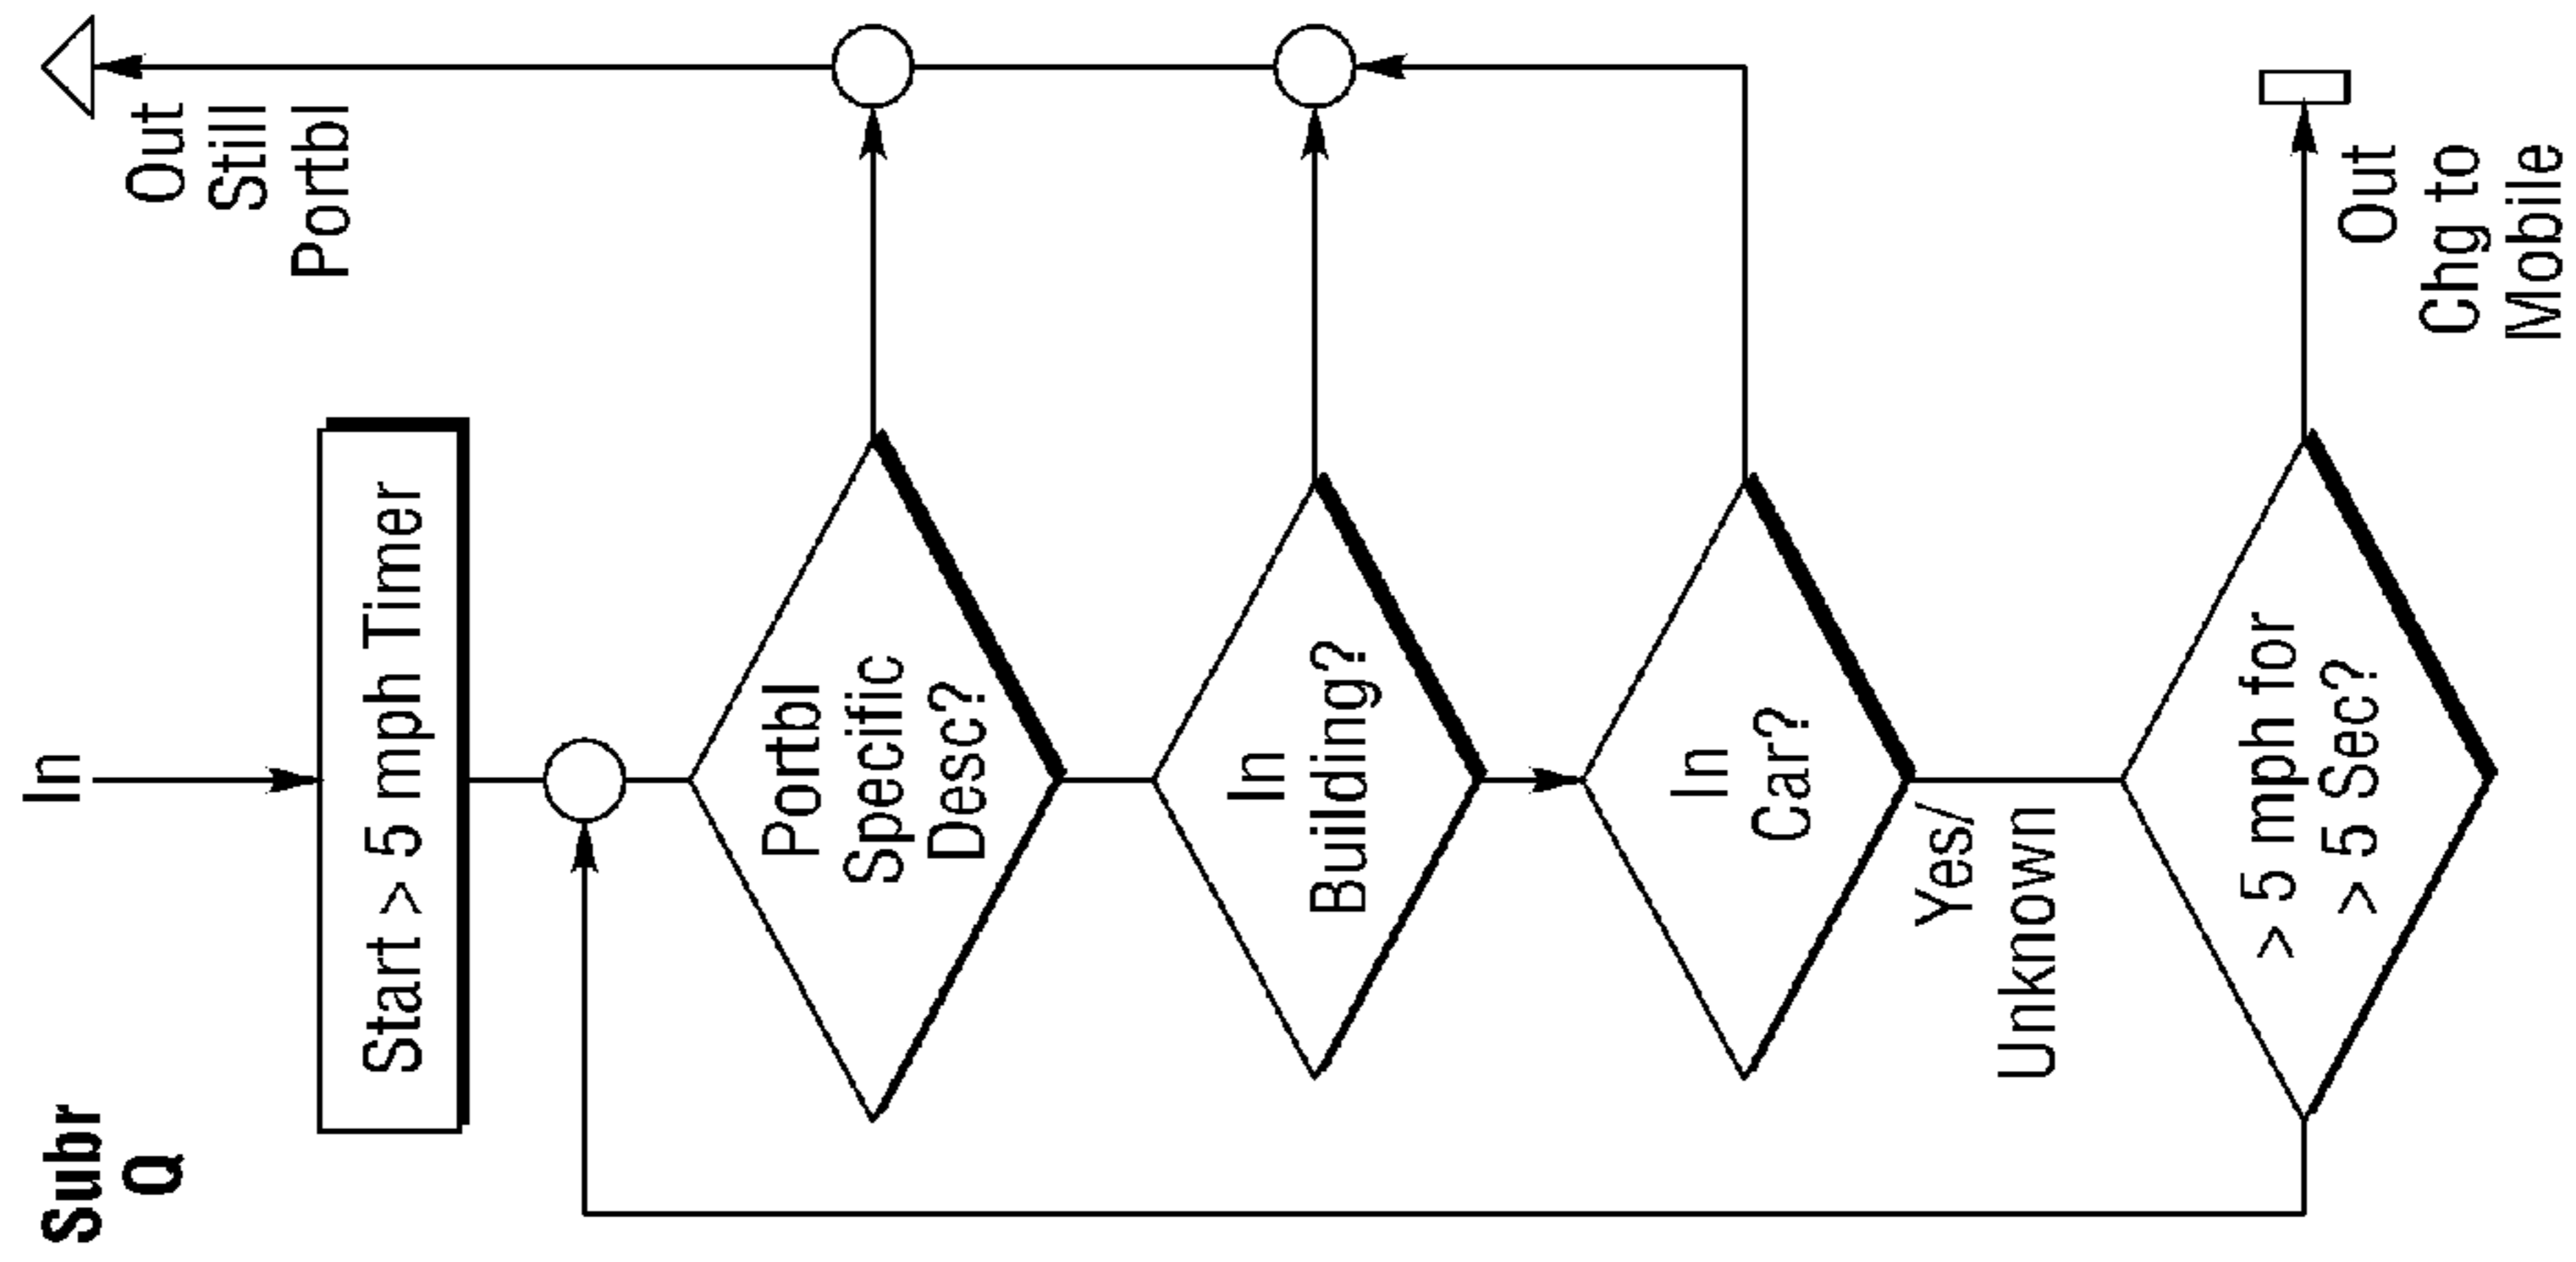 Subr
Q
In
Out
Still
Portbl
Start > 5 mph Timer
Portbl
Specific
Desc?
In
Building?
In
Car?
Yes/
Unknown
> 5 mph for
> 5 Sec?
Out
Chg to
Mobile